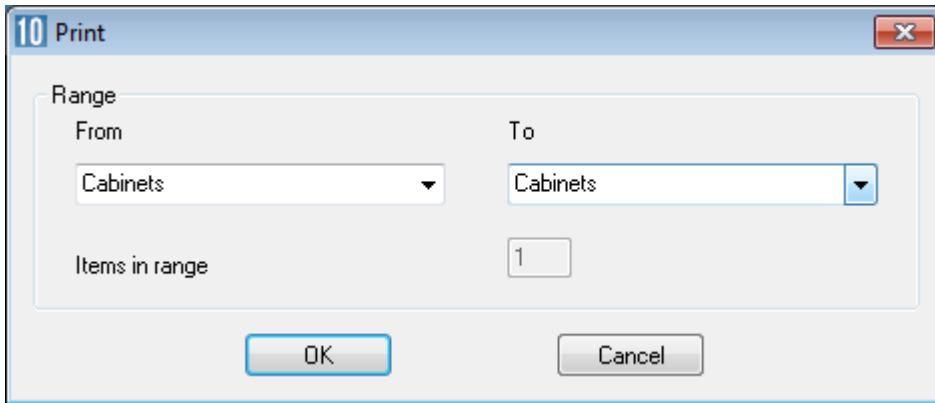 10 Print
Range
From To
Cabinets Cabinets
Items in range 1
OK Cancel